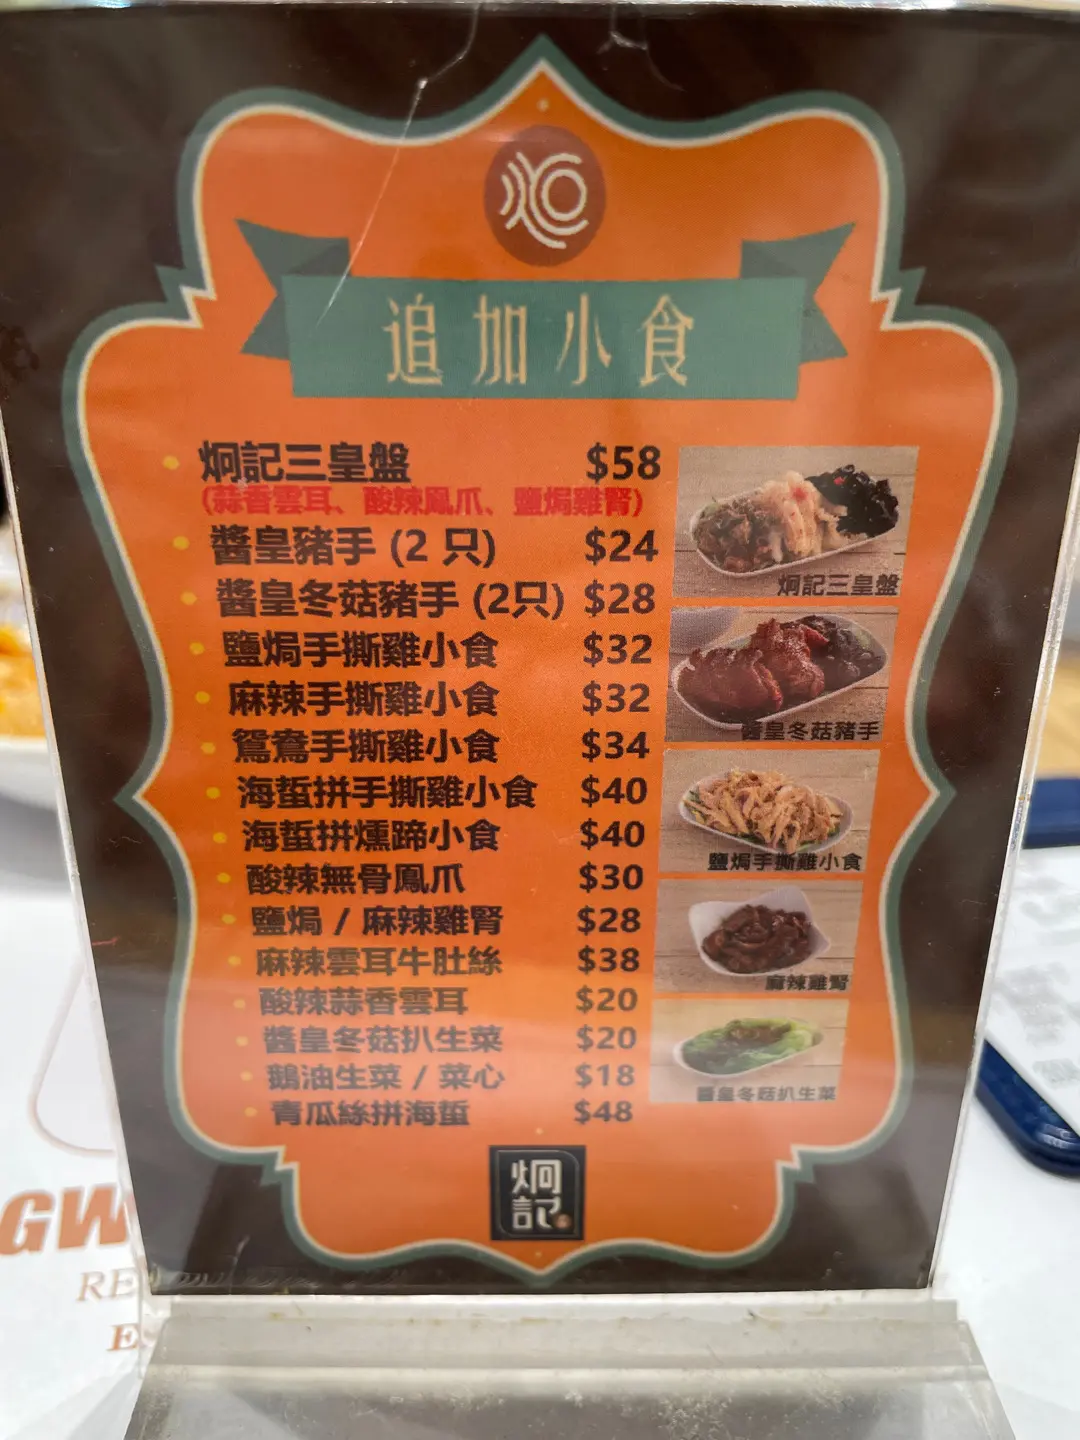 追加小食
炯記三皇盤 $58
(蒜香雲耳、酸辣鳳爪、鹽焗雞腎)
醬皇豬手 (2 只) $24
醬皇冬菇豬手 (2只) $28
鹽焗手撕雞小食 $32
麻辣手撕雞小食 $32
鴛鴦手撕雞小食 $34
海蜇拼手撕雞小食 $40
海蜇拼燻蹄小食 $40
酸辣無骨鳳爪 $30
鹽焗 / 麻辣雞腎 $28
麻辣雲耳牛肚絲 $38
酸辣蒜香雲耳 $20
醬皇冬菇扒生菜 $20
鵝油生菜 / 菜心 $18
青瓜絲拼海蜇 $48
炯記三皇盤
醬皇冬菇豬手
鹽焗手撕雞小食
麻辣雞腎
醬皇冬菇扒生菜
炯記
GW
RE